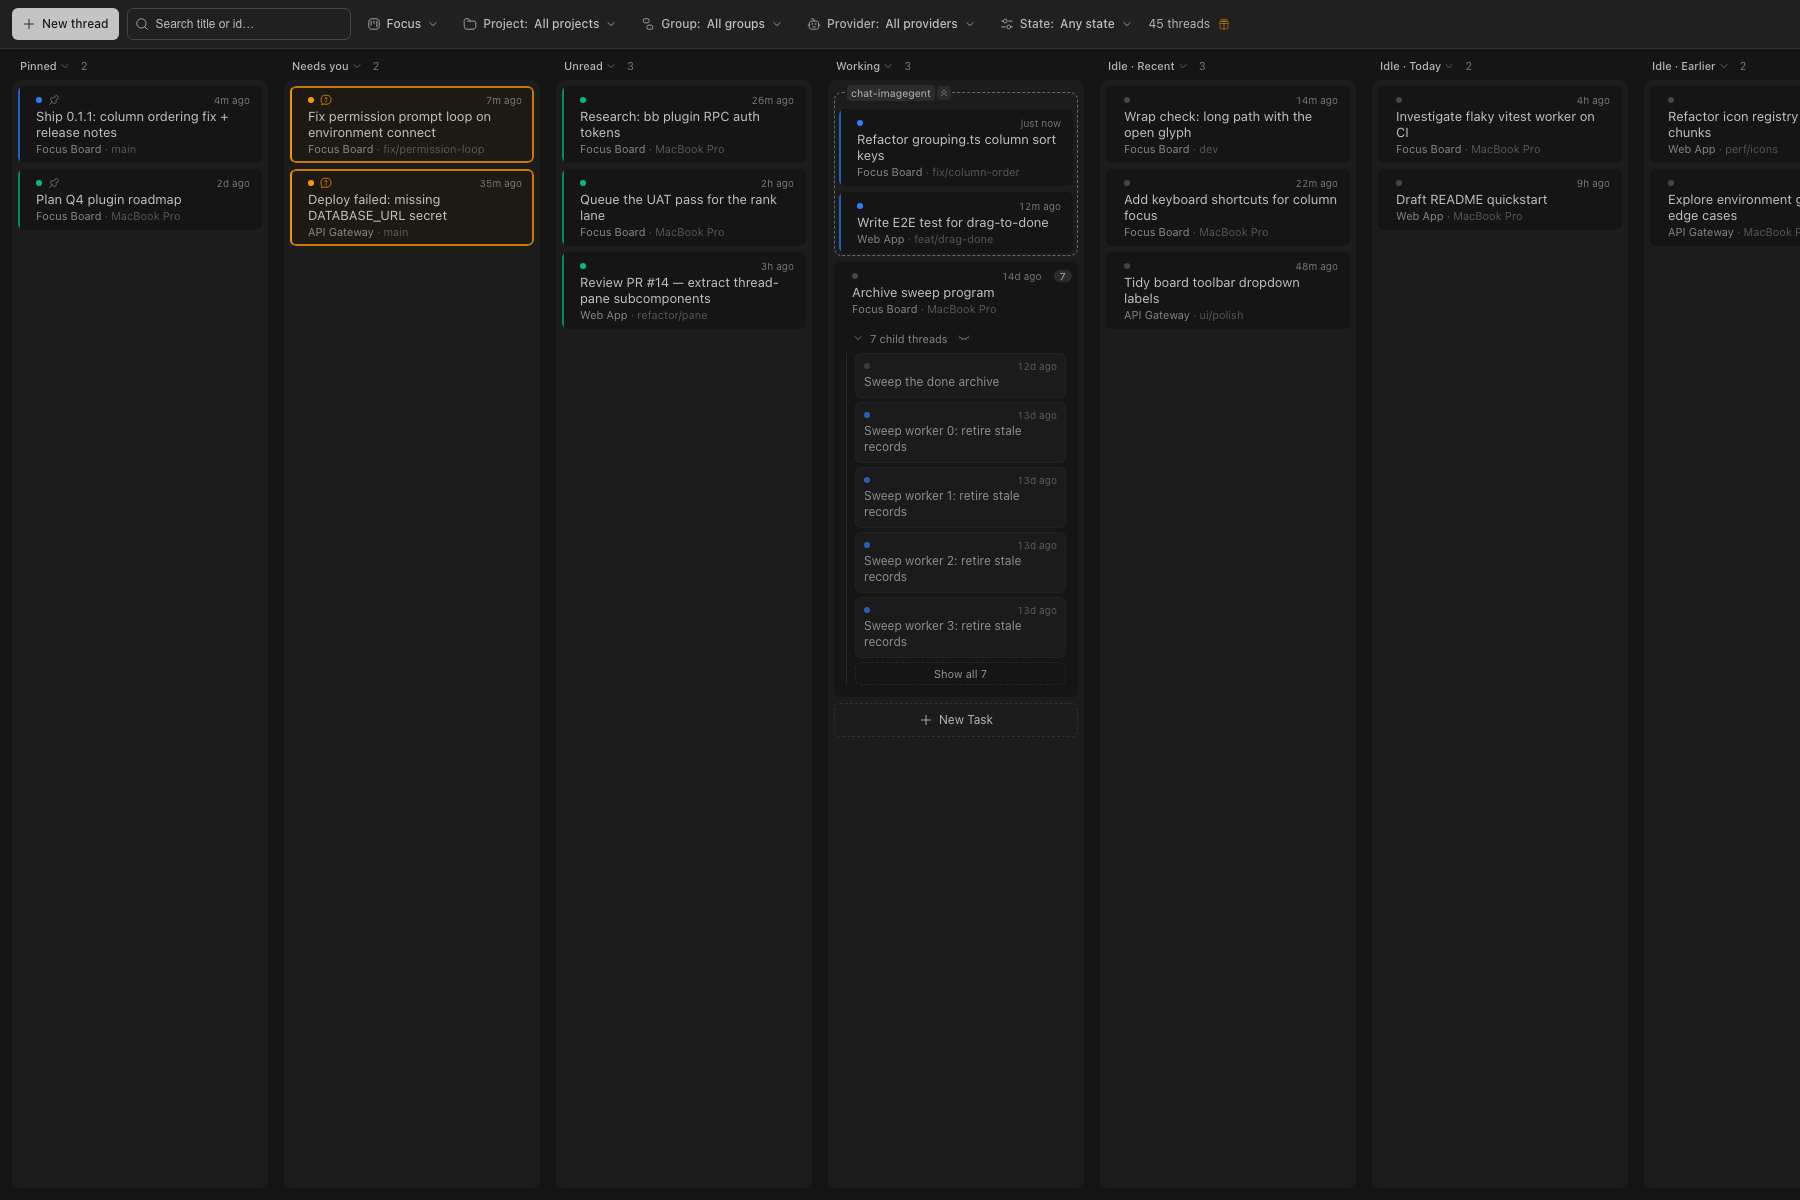 New thread
Search title or id…
Focus
Project: All projects
Group: All groups
Provider: All providers
State: Any state
45 threads
Pinned 2
4m ago
Ship 0.1.1: column ordering fix +
release notes
Focus Board · main
2d ago
Plan Q4 plugin roadmap
Focus Board · MacBook Pro
Needs you 2
7m ago
Fix permission prompt loop on
environment connect
Focus Board · fix/permission-loop
35m ago
Deploy failed: missing
DATABASE_URL secret
API Gateway · main
Unread 3
26m ago
Research: bb plugin RPC auth
tokens
Focus Board · MacBook Pro
2h ago
Queue the UAT pass for the rank
lane
Focus Board · MacBook Pro
3h ago
Review PR #14 — extract thread-
pane subcomponents
Web App · refactor/pane
Working 3
chat-imagegent
just now
Refactor grouping.ts column sort
keys
Focus Board · fix/column-order
12m ago
Write E2E test for drag-to-done
Web App · feat/drag-done
14d ago 7
Archive sweep program
Focus Board · MacBook Pro
7 child threads
12d ago
Sweep the done archive
13d ago
Sweep worker 0: retire stale
records
13d ago
Sweep worker 1: retire stale
records
13d ago
Sweep worker 2: retire stale
records
13d ago
Sweep worker 3: retire stale
records
Show all 7
New Task
Idle · Recent 3
14m ago
Wrap check: long path with the
open glyph
Focus Board · dev
22m ago
Add keyboard shortcuts for column
focus
Focus Board · MacBook Pro
48m ago
Tidy board toolbar dropdown
labels
API Gateway · ui/polish
Idle · Today 2
4h ago
Investigate flaky vitest worker on
CI
Focus Board · MacBook Pro
9h ago
Draft README quickstart
Web App · MacBook Pro
Idle · Earlier 2
Refactor icon registry
chunks
Web App · perf/icons
Explore environment
edge cases
API Gateway · MacBook